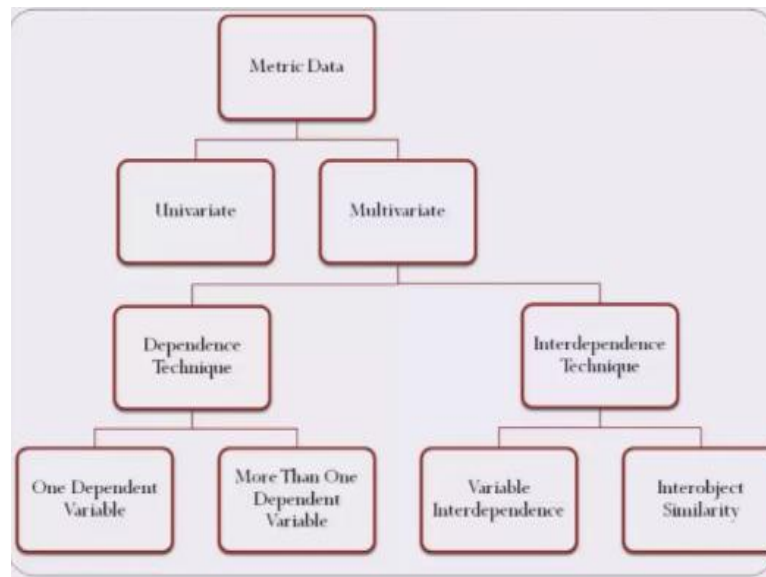 Metric Data
Univariate
Multivariate
Dependence
Technique
Interdependence
Technique
One Dependent
Variable
More Than One
Dependent
Variable
Variable
Interdependence
Interobject
Similarity